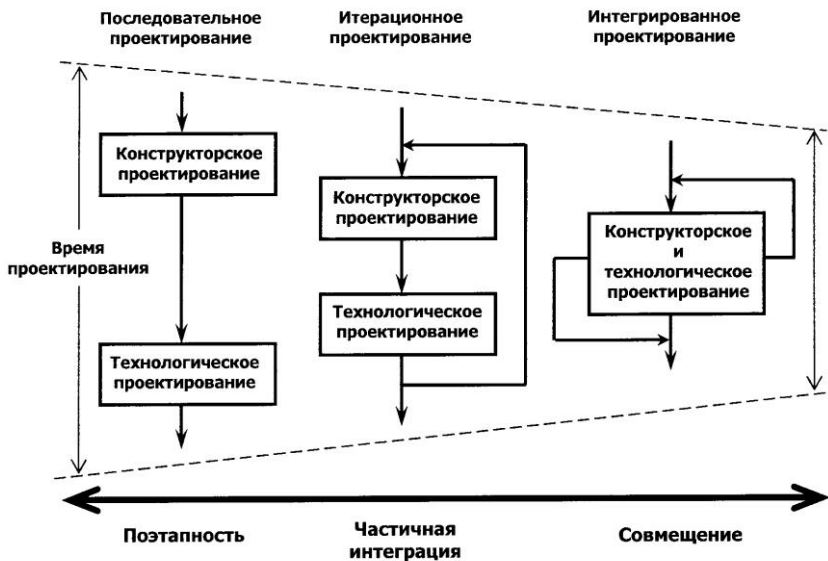 Последовательное
проектирование
Итерационное
проектирование
Интегрированное
проектирование
Конструкторское
проектирование
Время
проектирования
Технологическое
проектирование
Конструкторское
проектирование
Технологическое
проектирование
Конструкторское
и
технологическое
проектирование
Поэтапность
Частичная
интеграция
Совмещение